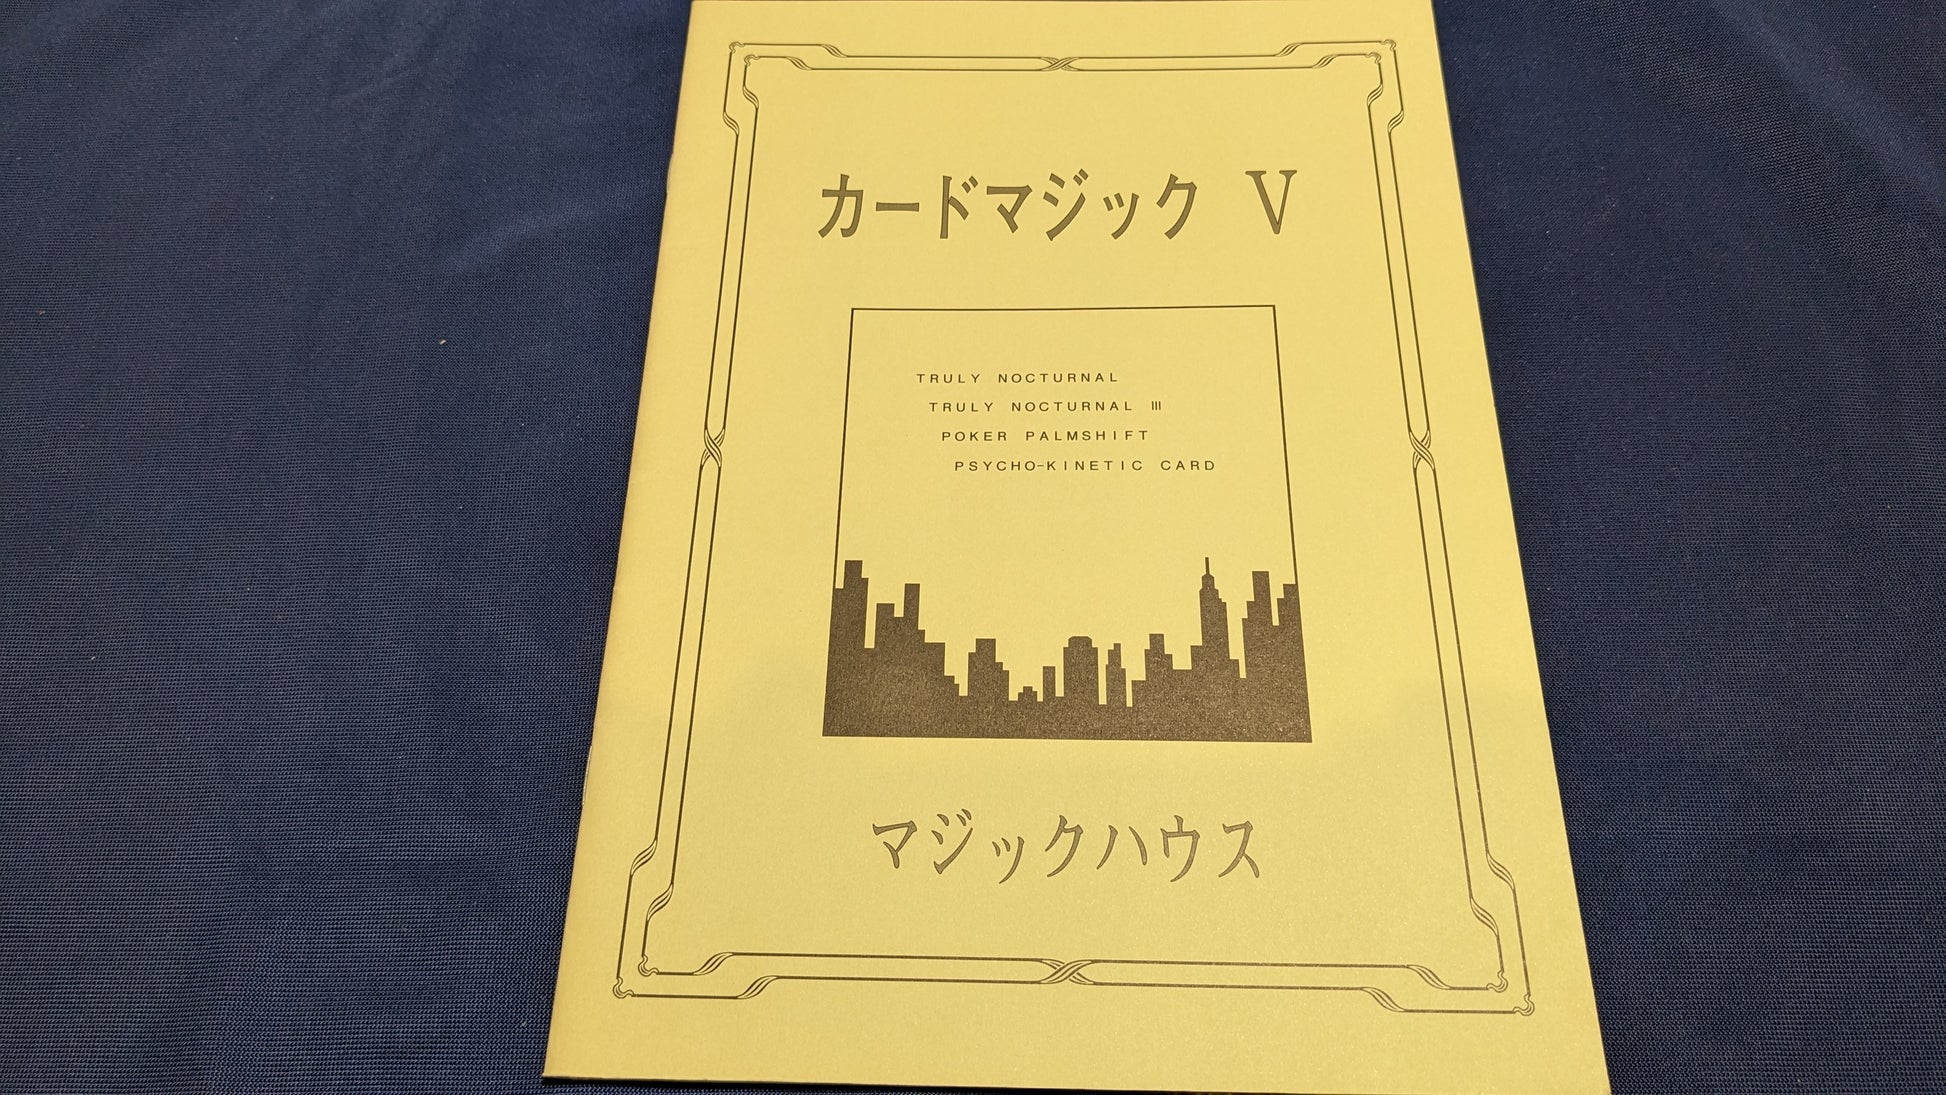 カードマジック Ⅴ
TRULY NOCTURNAL
TRULY NOCTURNAL Ⅲ
POKER PALMSHIFT
PSYCHO-KINETIC CARD
マジックハウス